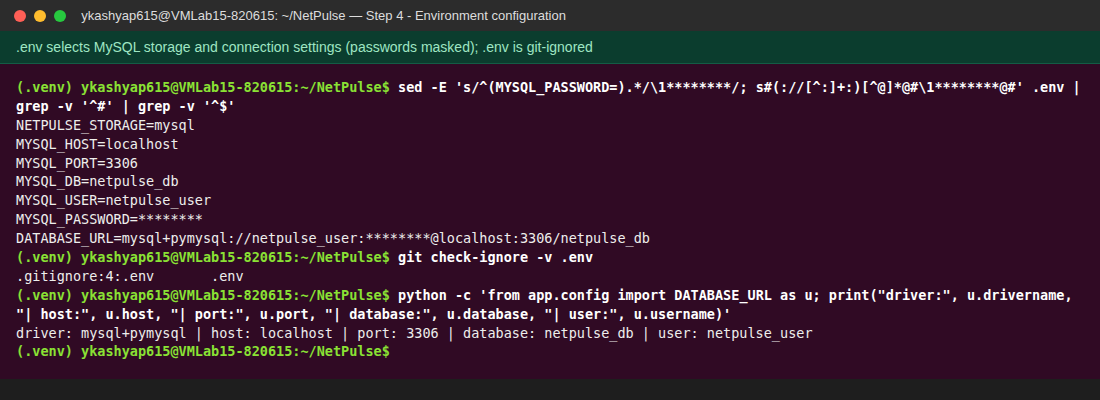 ykashyap615@VMLab15-820615: ~/NetPulse — Step 4 - Environment configuration
.env selects MySQL storage and connection settings (passwords masked); .env is git-ignored
(.venv) ykashyap615@VMLab15-820615:~/NetPulse$ sed -E 's/^(MYSQL_PASSWORD=).*/\1********/; s#(://[^:]+:)[^@]*@#\1********@#' .env |
grep -v '^#' | grep -v '^$'
NETPULSE_STORAGE=mysql
MYSQL_HOST=localhost
MYSQL_PORT=3306
MYSQL_DB=netpulse_db
MYSQL_USER=netpulse_user
MYSQL_PASSWORD=********
DATABASE_URL=mysql+pymysql://netpulse_user:********@localhost:3306/netpulse_db
(.venv) ykashyap615@VMLab15-820615:~/NetPulse$ git check-ignore -v .env
.gitignore:4:.env       .env
(.venv) ykashyap615@VMLab15-820615:~/NetPulse$ python -c 'from app.config import DATABASE_URL as u; print("driver:", u.drivername,
"| host:", u.host, "| port:", u.port, "| database:", u.database, "| user:", u.username)'
driver: mysql+pymysql | host: localhost | port: 3306 | database: netpulse_db | user: netpulse_user
(.venv) ykashyap615@VMLab15-820615:~/NetPulse$